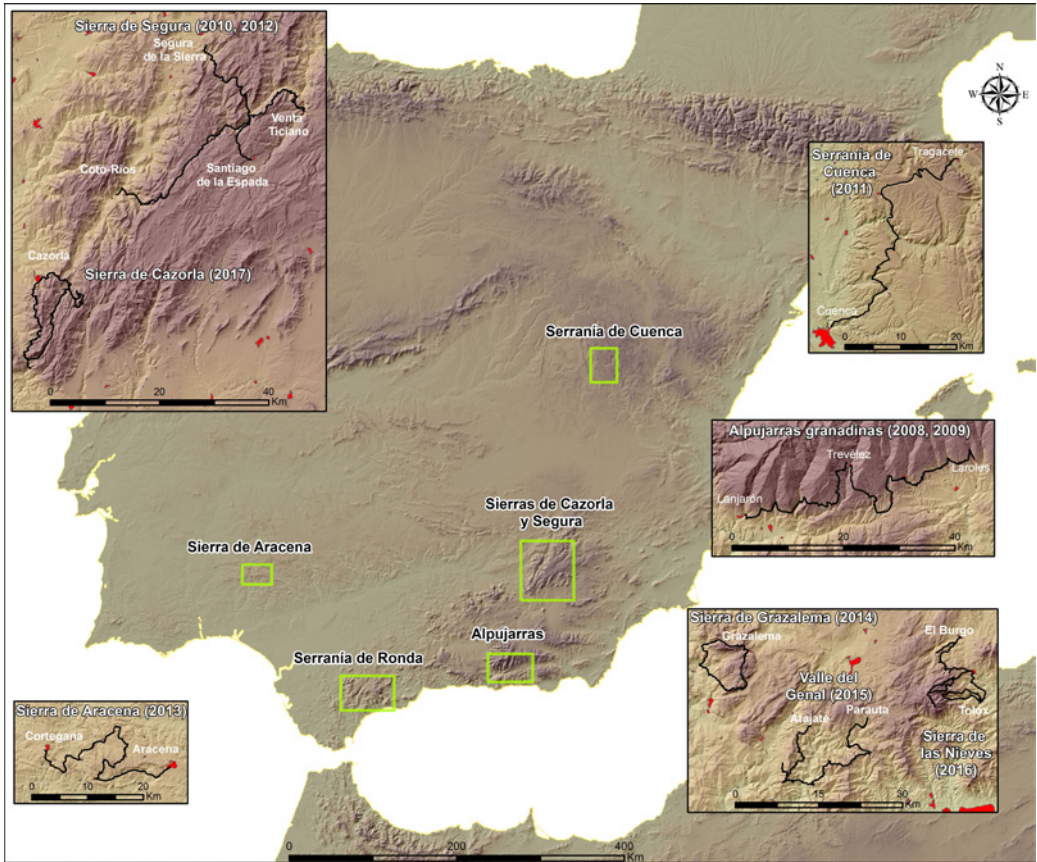 Sierra de Segura (2010, 2012)
Segura
de la Sierra
Venta
Ticiano
Coto-Ríos
Santiago
de la Espada
Cazorla
Sierra de Cazorla (2017)
0 20 40
Km
N
W E
S
Serranía de
Cuenca
(2011)
Tragacete
Cuenca
0 10 20
Km
Serranía de Cuenca
Alpujarras granadinas (2008, 2009)
Trevélez
Laroles
Lanjarón
0 20 40
Km
Sierras de Cazorla
y Segura
Sierra de Aracena
Alpujarras
Serranía de Ronda
Sierra de Grazalema (2014)
Grazalema
El Burgo
Valle del
Genal (2015)
Atajate
Parauta
Tolox
Sierra de
las Nieves
(2016)
0 15 30
Km
Sierra de Aracena (2013)
Cortegana
Aracena
0 10 20
Km
0 200 400
Km